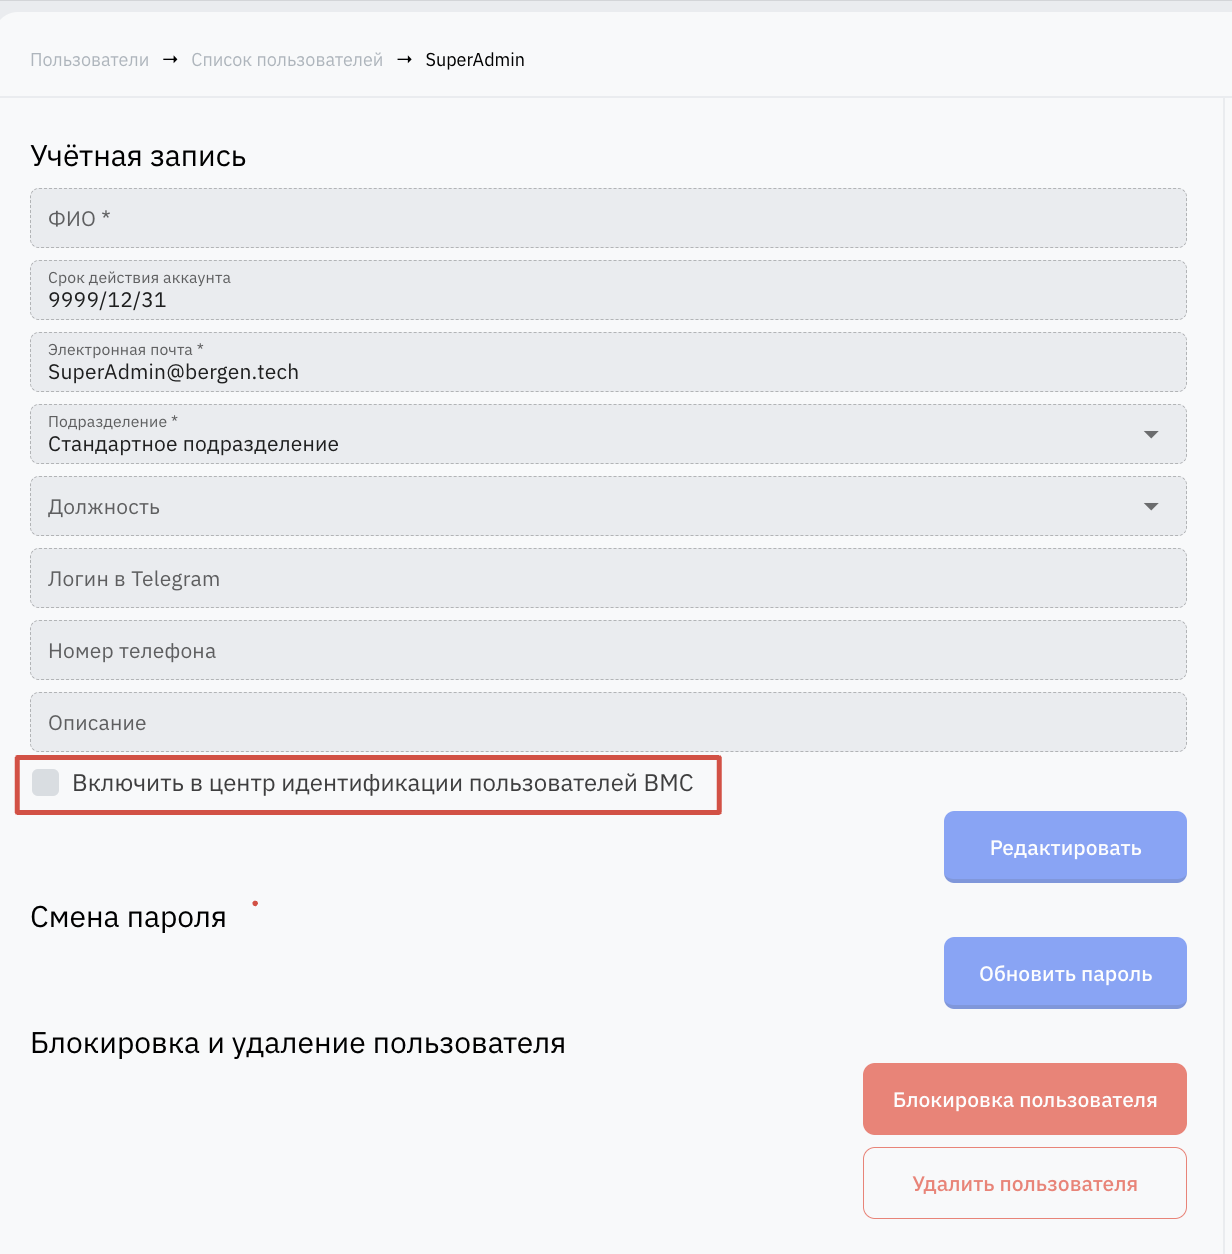 Пользователи → Список пользователей → SuperAdmin
Учётная запись
ФИО *
Срок действия аккаунта
9999/12/31
Электронная почта *
SuperAdmin@bergen.tech
Подразделение *
Стандартное подразделение
Должность
Логин в Telegram
Номер телефона
Описание
Включить в центр идентификации пользователей ВМС
Редактировать
Смена пароля
Обновить пароль
Блокировка и удаление пользователя
Блокировка пользователя
Удалить пользователя